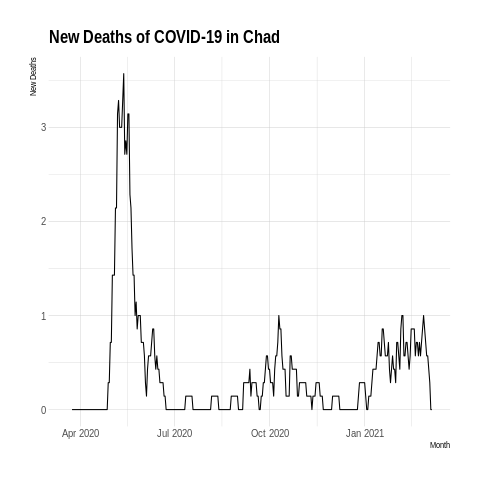 New Deaths of COVID-19 in Chad
New Deaths
3
2
1
0
Apr 2020 Jul 2020 Oct 2020 Jan 2021
Month